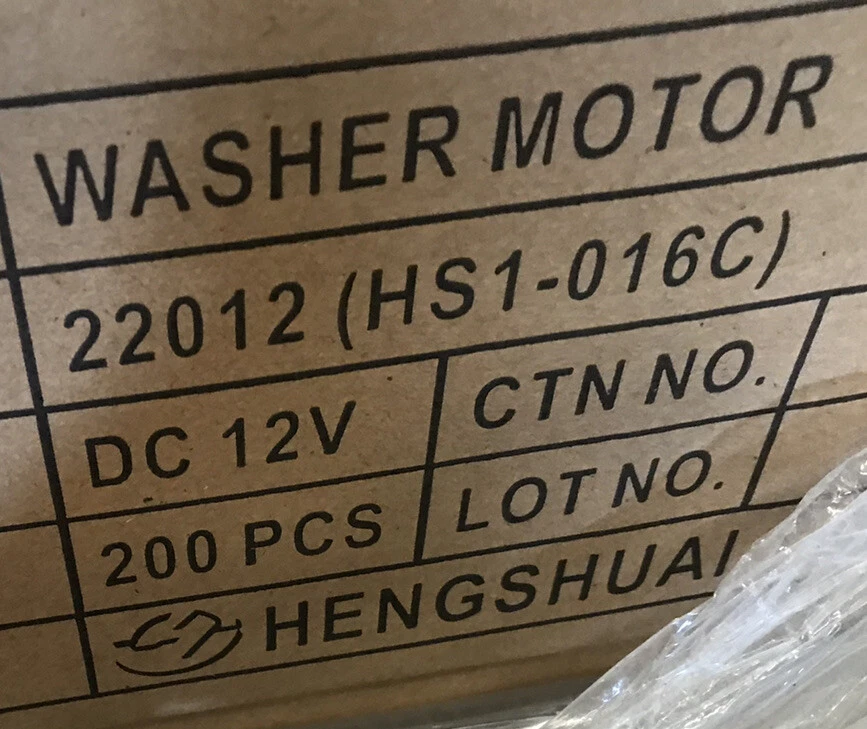 WASHER MOTOR
22012 (HS1-016C)
DC 12V CTN NO.
200 PCS LOT NO.
HENGSHUAI